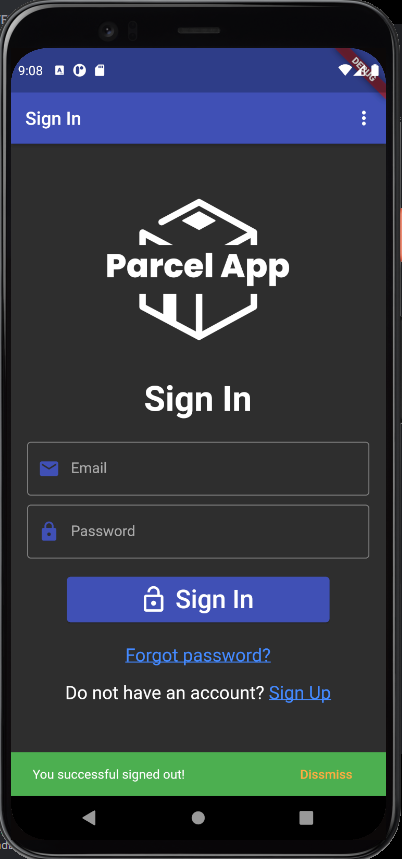 9:08
DEBUG
Sign In
Parcel App
Sign In
Email
Password
Sign In
Forgot password?
Do not have an account? Sign Up
You successful signed out! Dissmiss